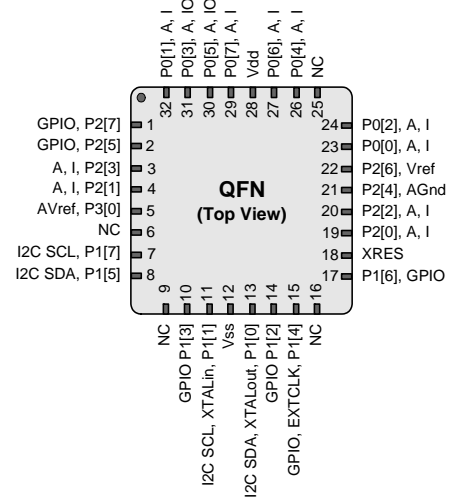 P0[1], A, I
P0[3], A, IO
P0[5], A, IO
P0[7], A, I
Vdd
P0[6], A, I
P0[4], A, I
NC
32
31
30
29
28
27
26
25
GPIO, P2[7] 1
GPIO, P2[5] 2
A, I, P2[3] 3
A, I, P2[1] 4
AVref, P3[0] 5
NC 6
I2C SCL, P1[7] 7
I2C SDA, P1[5] 8
QFN
(Top View)
24 P0[2], A, I
23 P0[0], A, I
22 P2[6], Vref
21 P2[4], AGnd
20 P2[2], A, I
19 P2[0], A, I
18 XRES
17 P1[6], GPIO
9
10
11
12
13
14
15
16
NC
GPIO P1[3]
I2C SCL, XTALin, P1[1]
Vss
I2C SDA, XTALout, P1[0]
GPIO P1[2]
GPIO, EXTCLK, P1[4]
NC